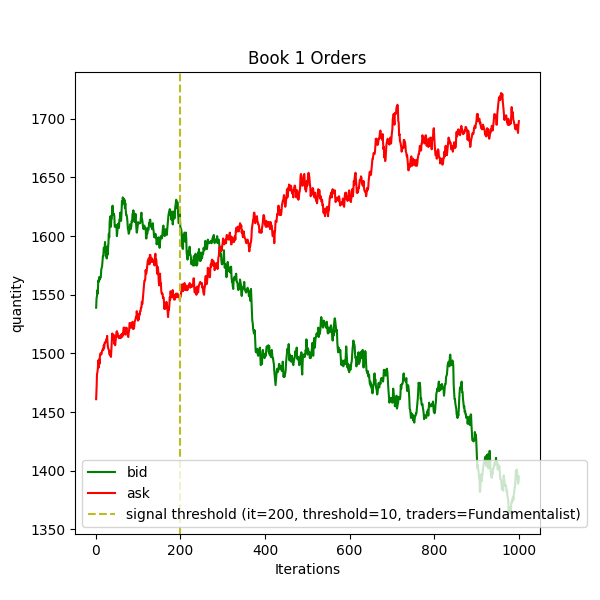 Book 1 Orders
quantity
1700
1650
1600
1550
1500
1450
1400
1350
bid
ask
signal threshold (it=200, threshold=10, traders=Fundamentalist)
0
200
400
600
800
1000
Iterations